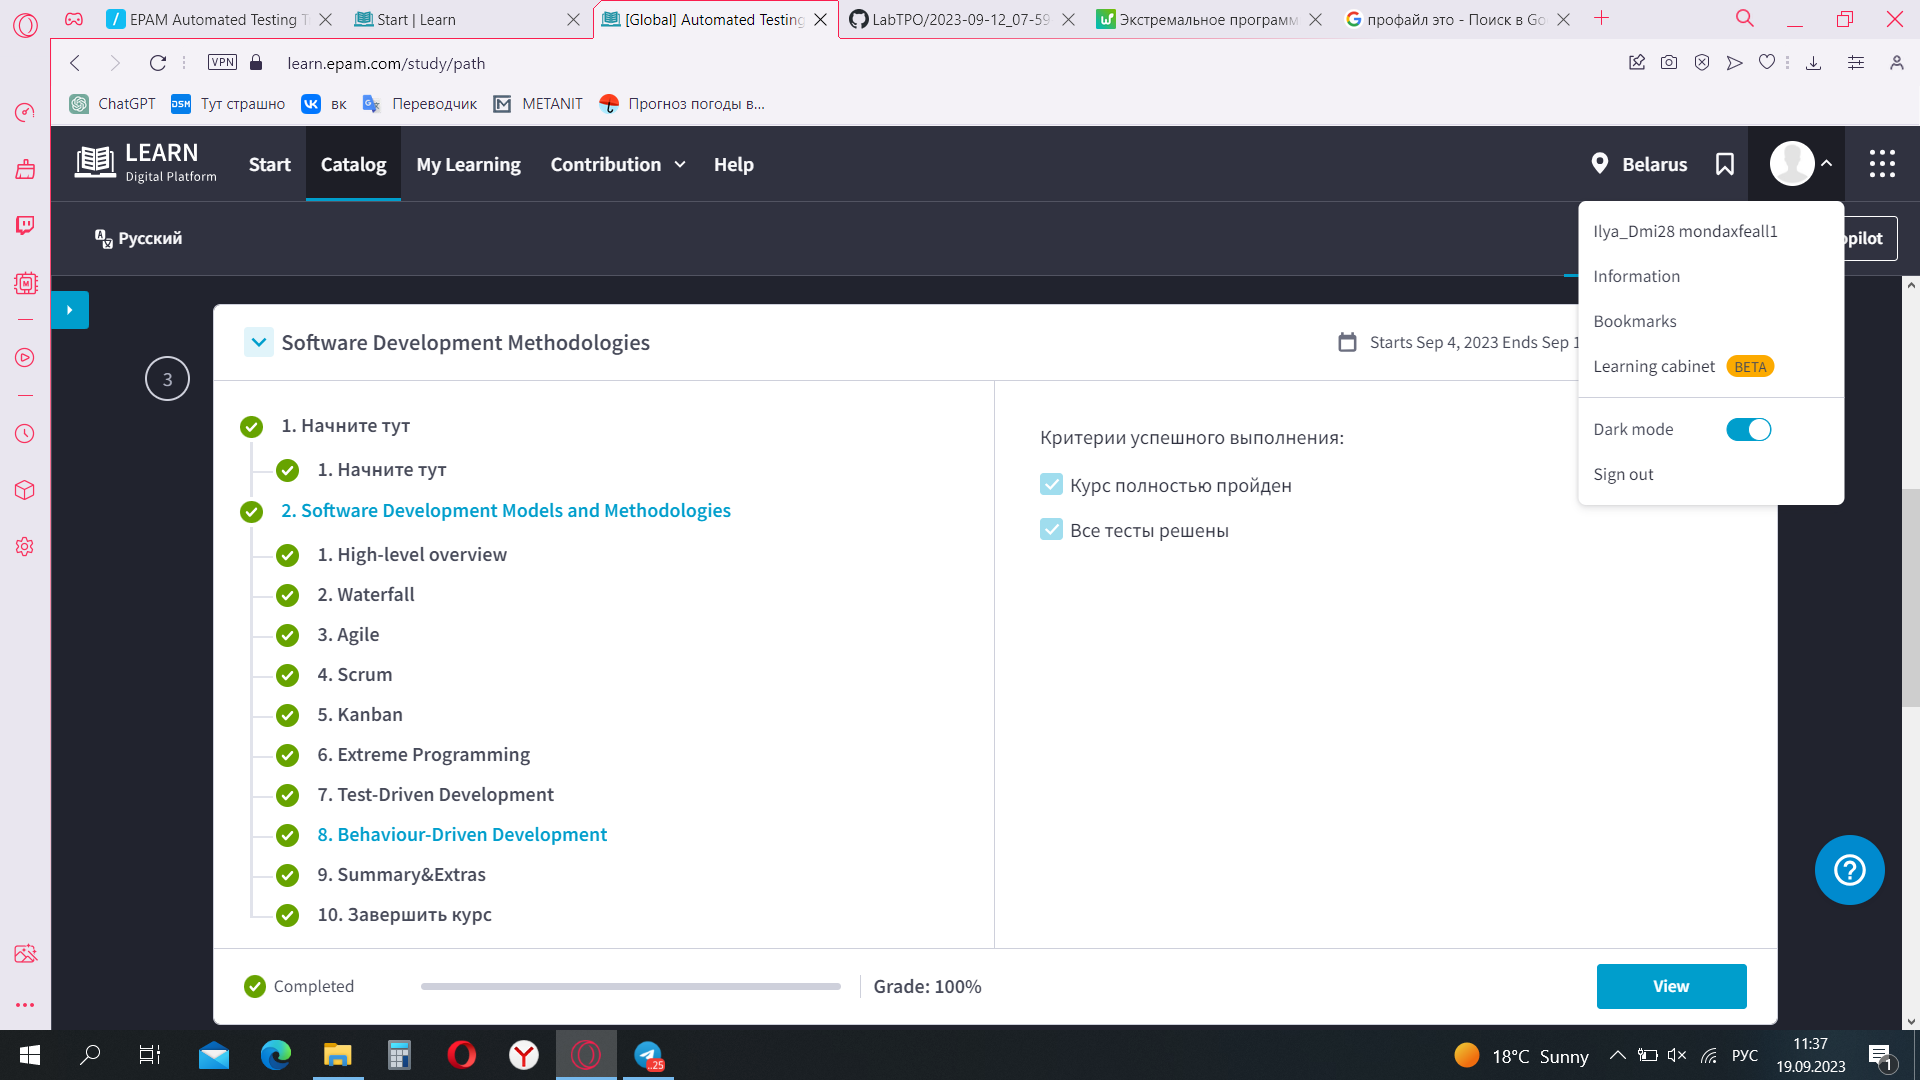 EPAM Automated Testing T
Start | Learn
[Global] Automated Testing
LabTPO/2023-09-12_07-59
Экстремальное программ
профайл это - Поиск в Go
VPN
learn.epam.com/study/path
ChatGPT
DSM
Тут страшно
вк
Переводчик
METANIT
Прогноз погоды в...
LEARN
Digital Platform
Start
Catalog
My Learning
Contribution
Help
Belarus
Русский
pilot
Ilya_Dmi28 mondaxfeall1
Information
Bookmarks
Learning cabinet
BETA
Dark mode
Sign out
3
Software Development Methodologies
Starts Sep 4, 2023 Ends Sep 1
1. Начните тут
1. Начните тут
2. Software Development Models and Methodologies
1. High-level overview
2. Waterfall
3. Agile
4. Scrum
5. Kanban
6. Extreme Programming
7. Test-Driven Development
8. Behaviour-Driven Development
9. Summary&Extras
10. Завершить курс
Критерии успешного выполнения:
Курс полностью пройден
Все тесты решены
Completed
Grade: 100%
View
..25
18°C Sunny
РУС
11:37
19.09.2023
1